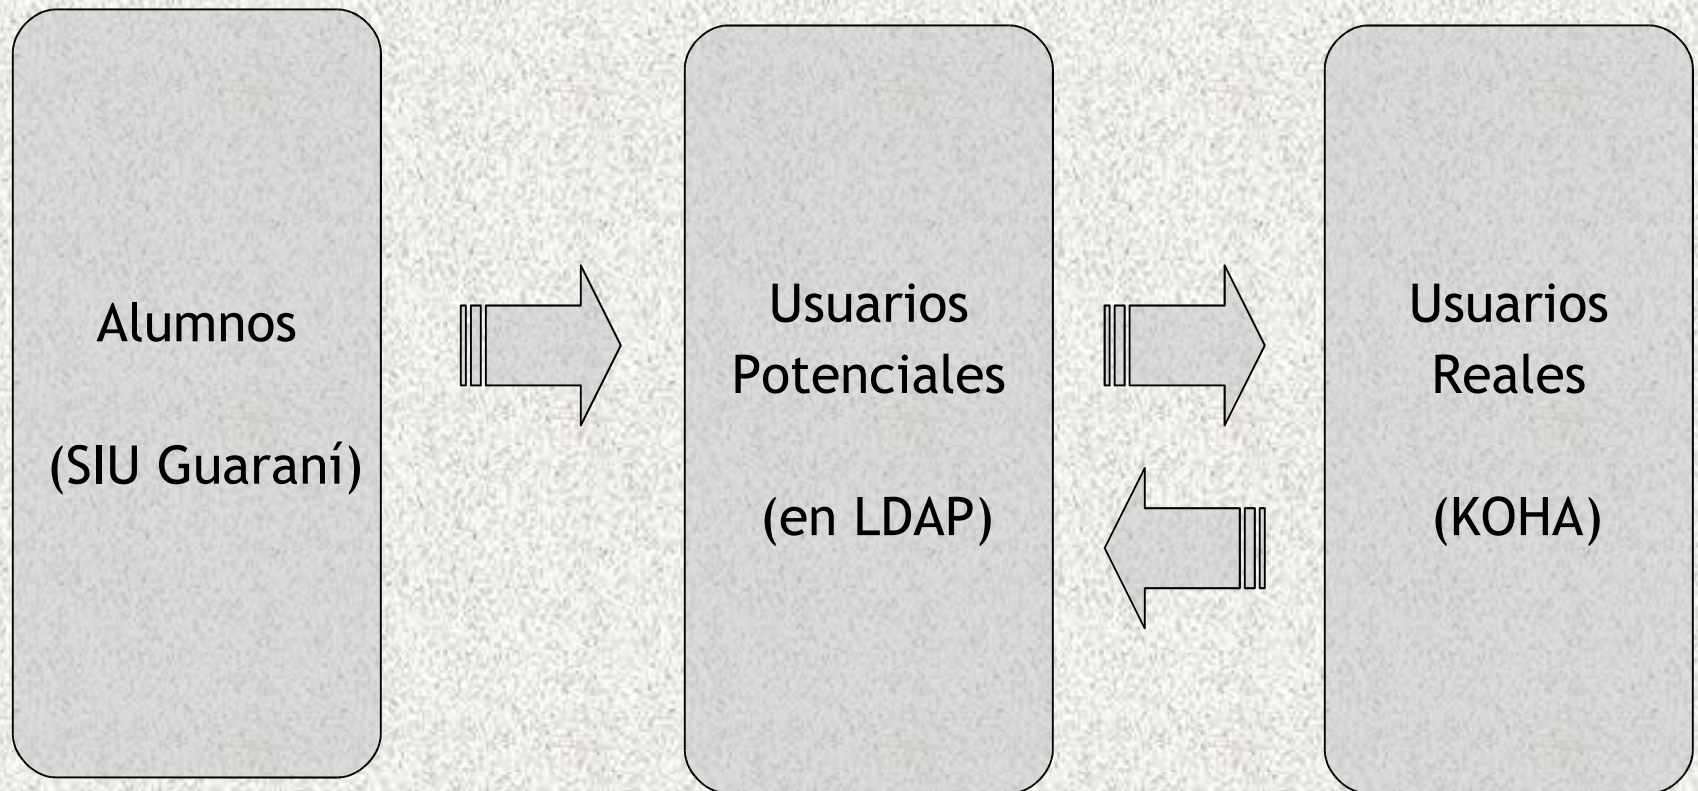 Alumnos
(SIU Guaraní)
Usuarios
Potenciales
(en LDAP)
Usuarios
Reales
(KOHA)